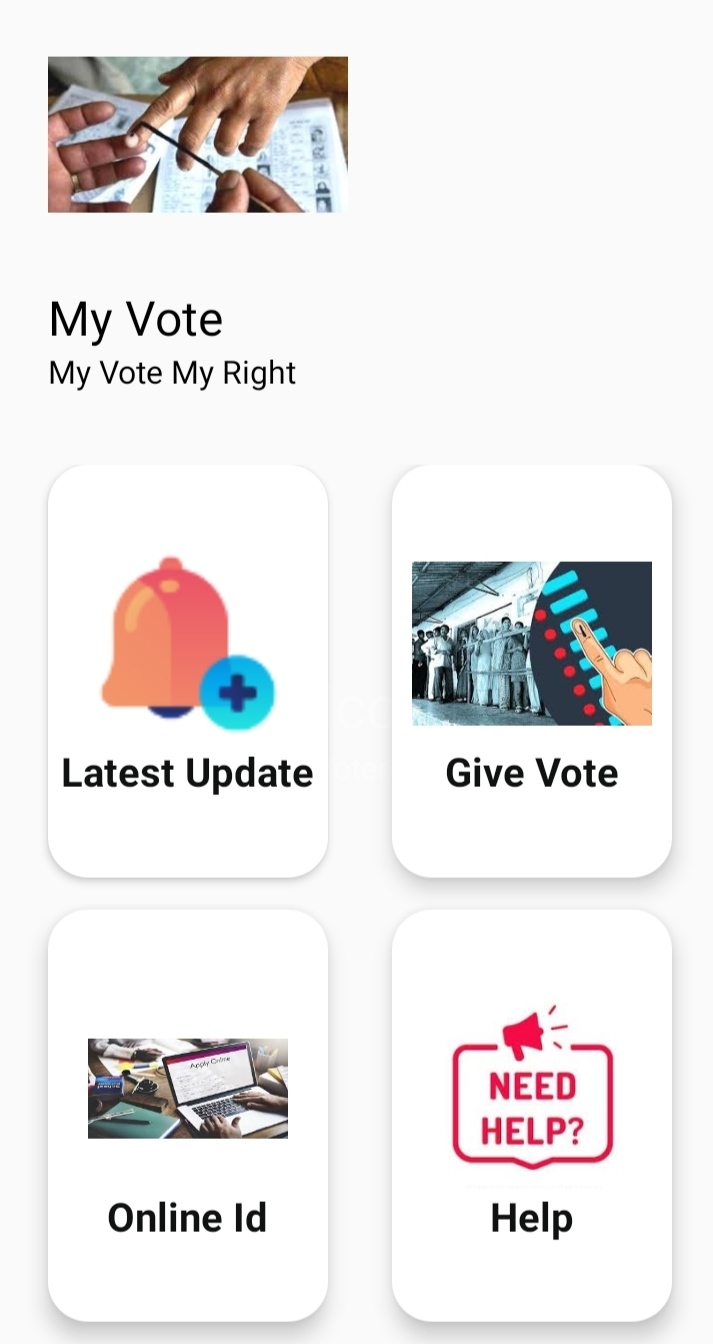 My Vote
My Vote My Right
Latest Update
Give Vote
Apply Online
Online Id
NEED
HELP?
Help